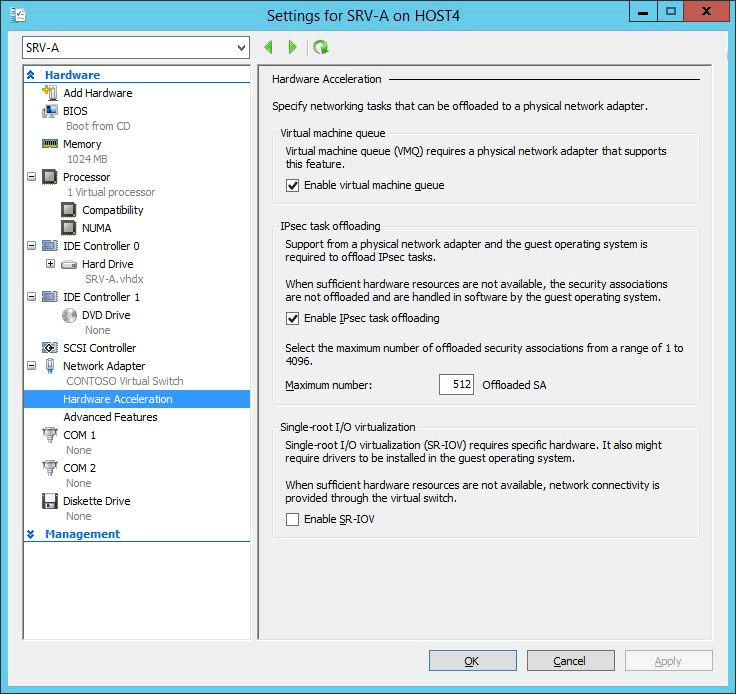 Settings for SRV-A on HOST4
X
SRV-A
Hardware
Add Hardware
BIOS
Boot from CD
Memory
1024 MB
Processor
1 Virtual processor
Compatibility
NUMA
IDE Controller 0
Hard Drive
SRV-A.vhdx
IDE Controller 1
DVD Drive
None
SCSI Controller
Network Adapter
CONTOSO Virtual Switch
Hardware Acceleration
Advanced Features
COM 1
None
COM 2
None
Diskette Drive
None
Management
Hardware Acceleration
Specify networking tasks that can be offloaded to a physical network adapter.
Virtual machine queue
Virtual machine queue (VMQ) requires a physical network adapter that supports
this feature.
Enable virtual machine queue
IPsec task offloading
Support from a physical network adapter and the guest operating system is
required to offload IPsec tasks.
When sufficient hardware resources are not available, the security associations
are not offloaded and are handled in software by the guest operating system.
Enable IPsec task offloading
Select the maximum number of offloaded security associations from a range of 1 to
4096.
Maximum number: 512 Offloaded SA
Single-root I/O virtualization
Single-root I/O virtualization (SR-IOV) requires specific hardware. It also might
require drivers to be installed in the guest operating system.
When sufficient hardware resources are not available, network connectivity is
provided through the virtual switch.
Enable SR-IOV
OK Cancel Apply